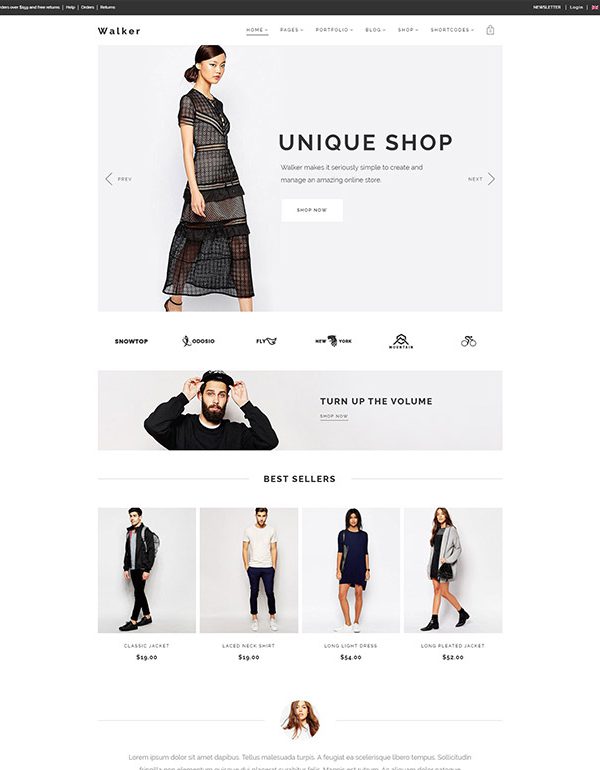 orders over $199 and free returns | Help | Orders | Returns
NEWSLETTER | Login |
Walker
HOME PAGES PORTFOLIO BLOG SHOP SHORTCODES
UNIQUE SHOP
Walker makes it seriously simple to create and
manage an amazing online store.
PREV
NEXT
SHOP NOW
SNOWTOP ODOSIO FLY NEW YORK MOUNTAIN
TURN UP THE VOLUME
SHOP NOW
BEST SELLERS
CLASSIC JACKET LACED NECK SHIRT LONG LIGHT DRESS LONG PLEATED JACKET
$19.00 $19.00 $54.00 $52.00
Lorem ipsum dolor sit amet dapibus. Tellus malesuada turpis. A feugiat ea scelerisque libero tempus. Sollicitudin